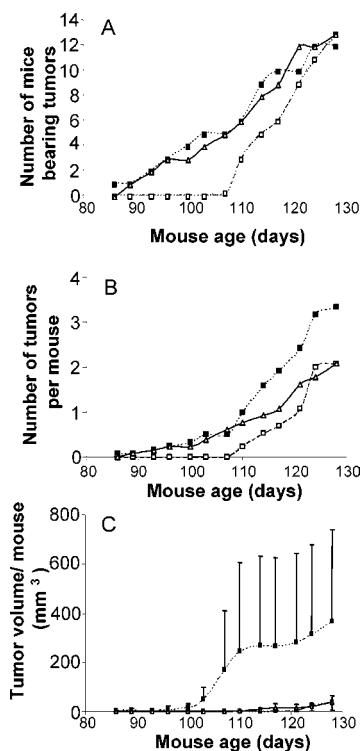 A
Number of mice
bearing tumors
14
12
10
8
6
4
2
0
80 90 100 110 120 130
Mouse age (days)
B
Number of tumors
per mouse
4
3
2
1
0
80 90 100 110 120 130
Mouse age (days)
C
Tumor volume/ mouse
(mm 3 )
800
600
400
200
0
80 90 100 110 120 130
Mouse age (days)